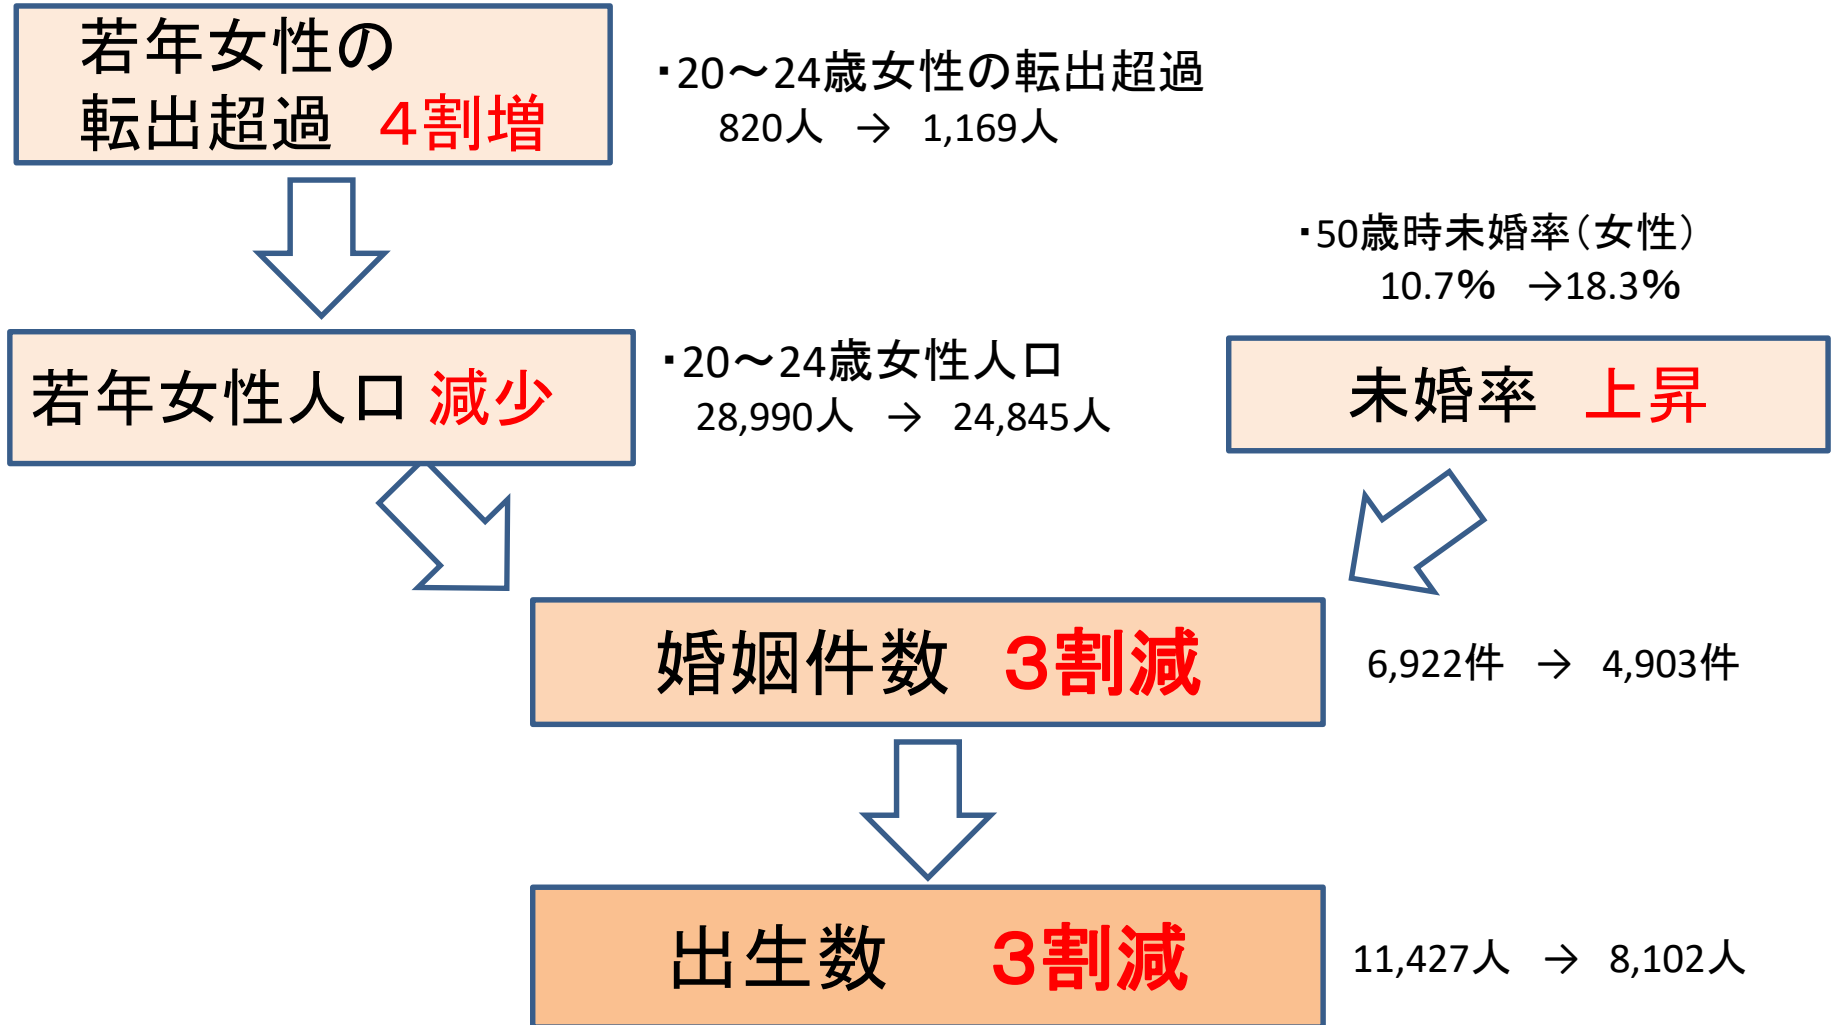 若年女性の
転出超過 4割増
・20～24歳女性の転出超過
820人 → 1,169人
・50歳時未婚率（女性）
10.7% →18.3%
若年女性人口 減少
・20～24歳女性人口
28,990人 → 24,845人
未婚率 上昇
婚姻件数 3割減
6,922件 → 4,903件
出生数 3割減
11,427人 → 8,102人